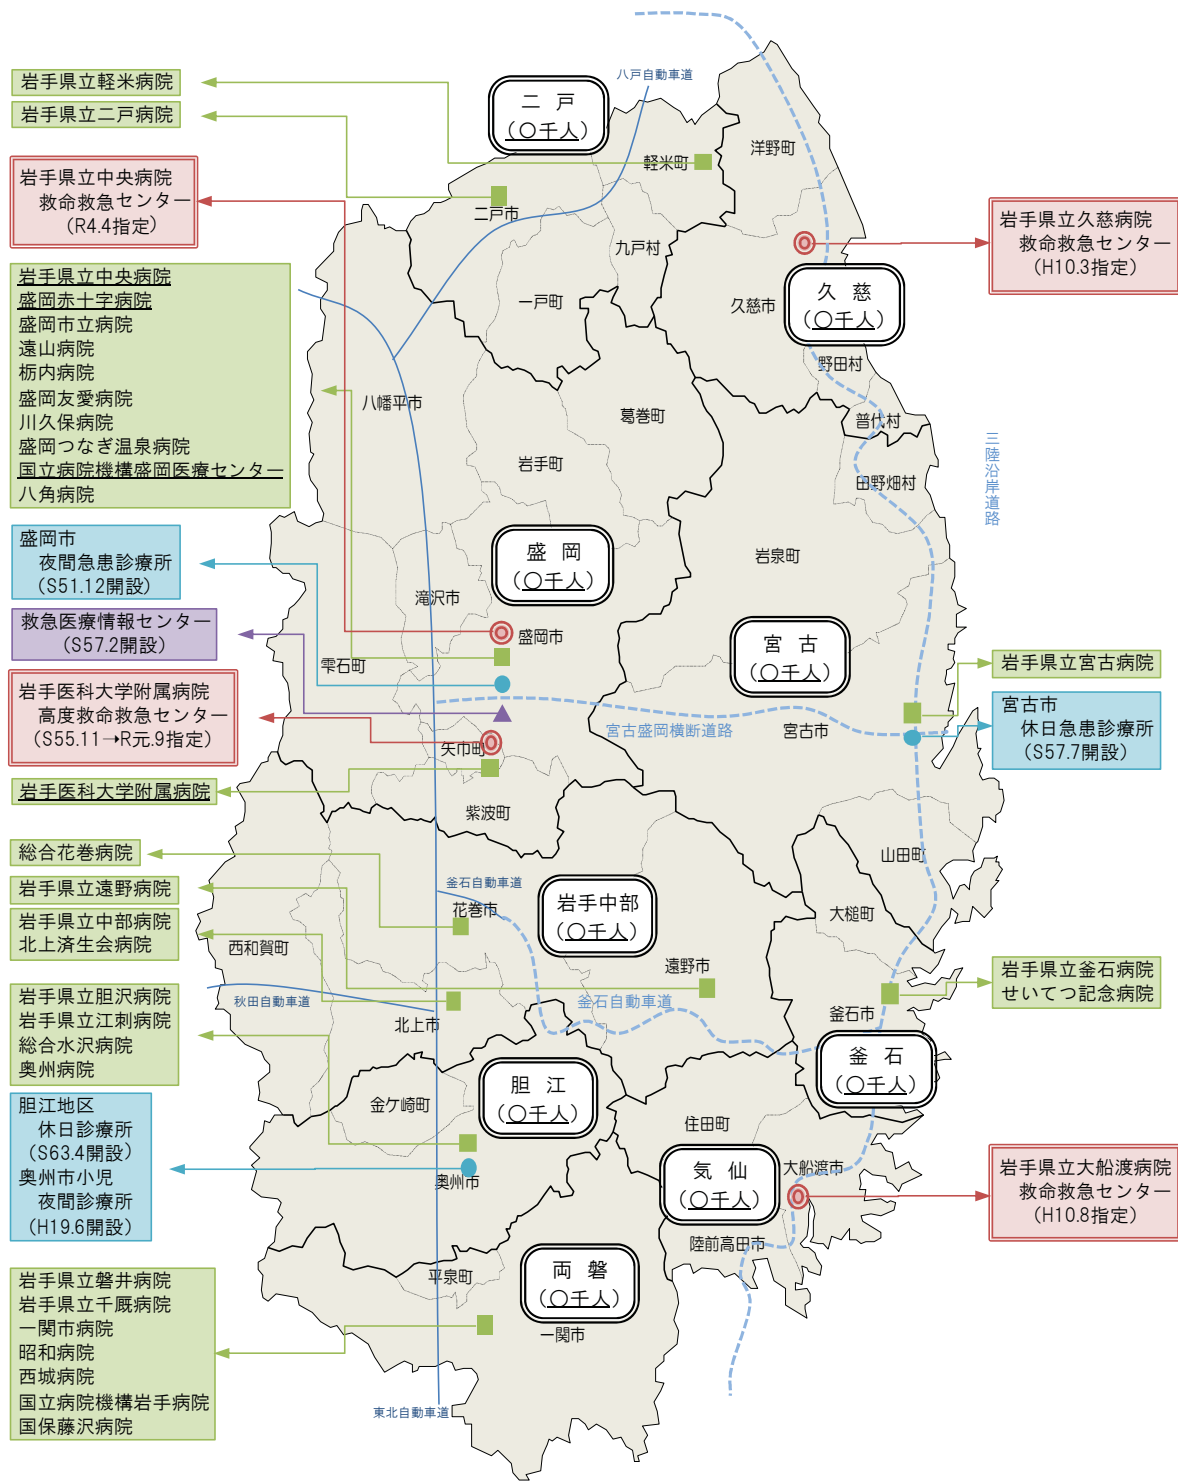 岩手県立軽米病院
岩手県立二戸病院
岩手県立中央病院
救命救急センター
(R4.4指定)
岩手県立中央病院
盛岡赤十字病院
盛岡市立病院
遠山病院
栃内病院
盛岡友愛病院
川久保病院
盛岡つなぎ温泉病院
国立病院機構盛岡医療センター
八角病院
盛岡市
夜間急患診療所
(S51.12開設)
救急医療情報センター
(S57.2開設)
岩手医科大学附属病院
高度救命救急センター
(S55.11→R元.9指定)
岩手医科大学附属病院
総合花巻病院
岩手県立遠野病院
岩手県立中部病院
北上済生会病院
岩手県立胆沢病院
岩手県立江刺病院
総合水沢病院
奥州病院
胆江地区
休日診療所
(S63.4開設)
奥州市小児
夜間診療所
(H19.6開設)
岩手県立磐井病院
岩手県立千厩病院
一関市病院
昭和病院
西城病院
国立病院機構岩手病院
国保藤沢病院
八戸自動車道
二 戸
(〇千人)
軽米町
洋野町
二戸市
九戸村
一戸町
久慈市
久 慈
(〇千人)
野田村
普代村
八幡平市
葛巻町
岩手町
田野畑村
三陸沿岸道路
盛 岡
(〇千人)
岩泉町
滝沢市
盛岡市
雫石町
宮 古
(〇千人)
宮古盛岡横断道路
宮古市
矢巾町
紫波町
山田町
釜石自動車道
花巻市
岩手中部
(〇千人)
大槌町
西和賀町
遠野市
秋田自動車道
釜石自動車道
北上市
釜石市
釜 石
(〇千人)
胆 江
(〇千人)
金ケ崎町
住田町
気 仙
(〇千人)
大船渡市
奥州市
陸前高田市
平泉町
両 磐
(〇千人)
一関市
東北自動車道
岩手県立久慈病院
救命救急センター
(H10.3指定)
岩手県立宮古病院
宮古市
休日急患診療所
(S57.7開設)
岩手県立釜石病院
せいてつ記念病院
岩手県立大船渡病院
救命救急センター
(H10.8指定)